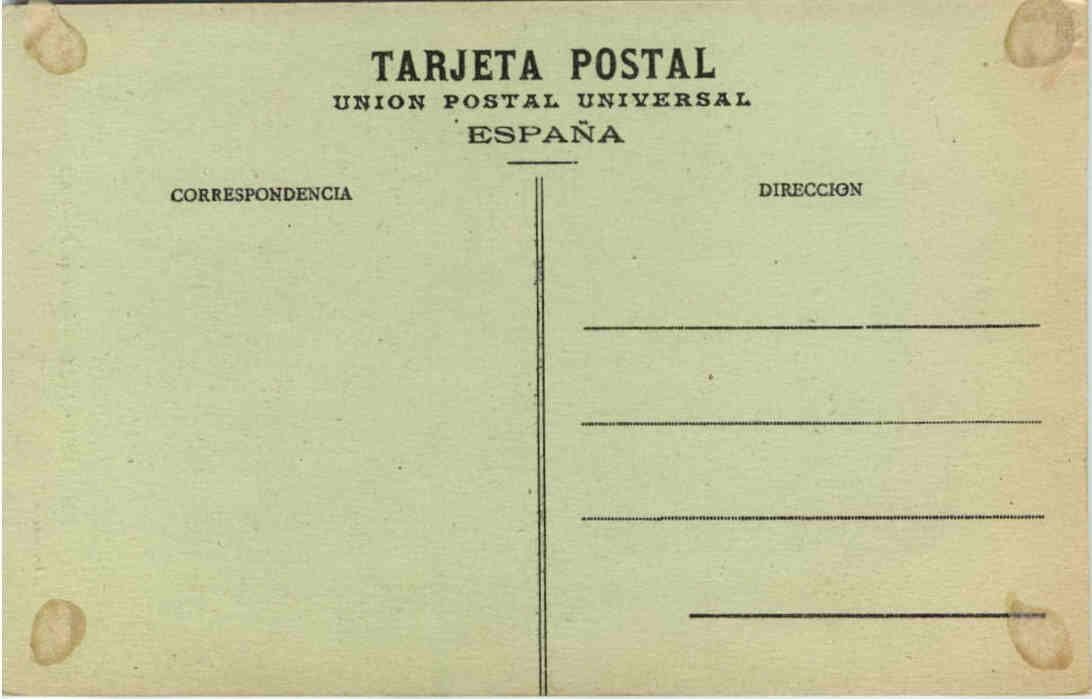 TARJETA POSTAL
UNION POSTAL UNIVERSAL
ESPAÑA
CORRESPONDENCIA
DIRECCION